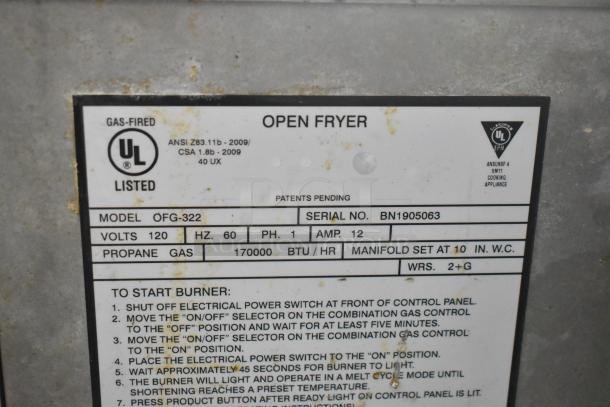 GAS-FIRED
UL
®
LISTED
ANSI Z83.11b - 2009/
CSA 1.8b - 2009
40 UX
OPEN FRYER
ANSI/NSF 4
COOKING
APPLIANCE
PATENTS PENDING
MODEL OFG-322 SERIAL NO. BN1905063
VOLTS 120 HZ. 60 PH. 1 AMP. 12
PROPANE GAS 170000 BTU / HR MANIFOLD SET AT 10 IN. W.C.
WRS. 2+G
TO START BURNER:
1. SHUT OFF ELECTRICAL POWER SWITCH AT FRONT OF CONTROL PANEL.
2. MOVE THE "ON/OFF" SELECTOR ON THE COMBINATION GAS CONTROL
TO THE "OFF" POSITION AND WAIT FOR AT LEAST FIVE MINUTES.
3. MOVE THE "ON/OFF" SELECTOR ON THE COMBINATION GAS CONTROL
TO THE "ON" POSITION.
4. PLACE THE ELECTRICAL POWER SWITCH TO THE "ON" POSITION.
5. WAIT APPROXIMATELY 45 SECONDS FOR BURNER TO LIGHT.
6. THE BURNER WILL LIGHT AND OPERATE IN A MELT CYCLE MODE UNTIL
SHORTENING REACHES A PRESET TEMPERATURE.
7. PRESS PRODUCT BUTTON AFTER READY LIGHT ON CONTROL PANEL IS LIT.